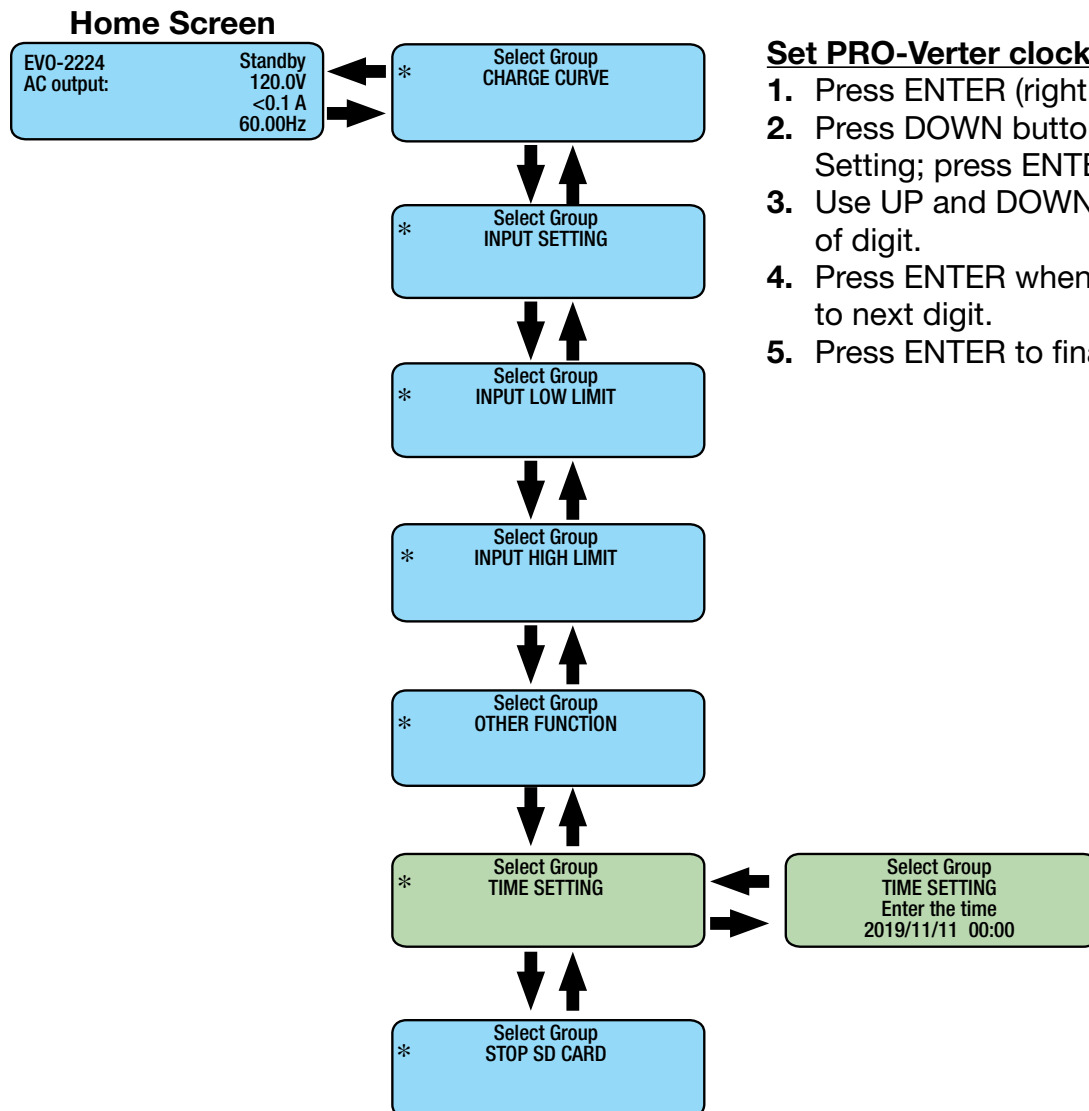 Home Screen
EVO-2224 Standby
AC output: 120.0V
<0.1 A
60.00Hz
Select Group
* CHARGE CURVE
Select Group
* INPUT SETTING
Select Group
* INPUT LOW LIMIT
Select Group
* INPUT HIGH LIMIT
Select Group
* OTHER FUNCTION
Select Group
* TIME SETTING
Select Group
TIME SETTING
Enter the time
2019/11/11 00:00
Select Group
* STOP SD CARD
Set PRO-Verter clock
1. Press ENTER (right
2. Press DOWN butto
Setting; press ENTE
3. Use UP and DOWN
of digit.
4. Press ENTER when
to next digit.
5. Press ENTER to fina